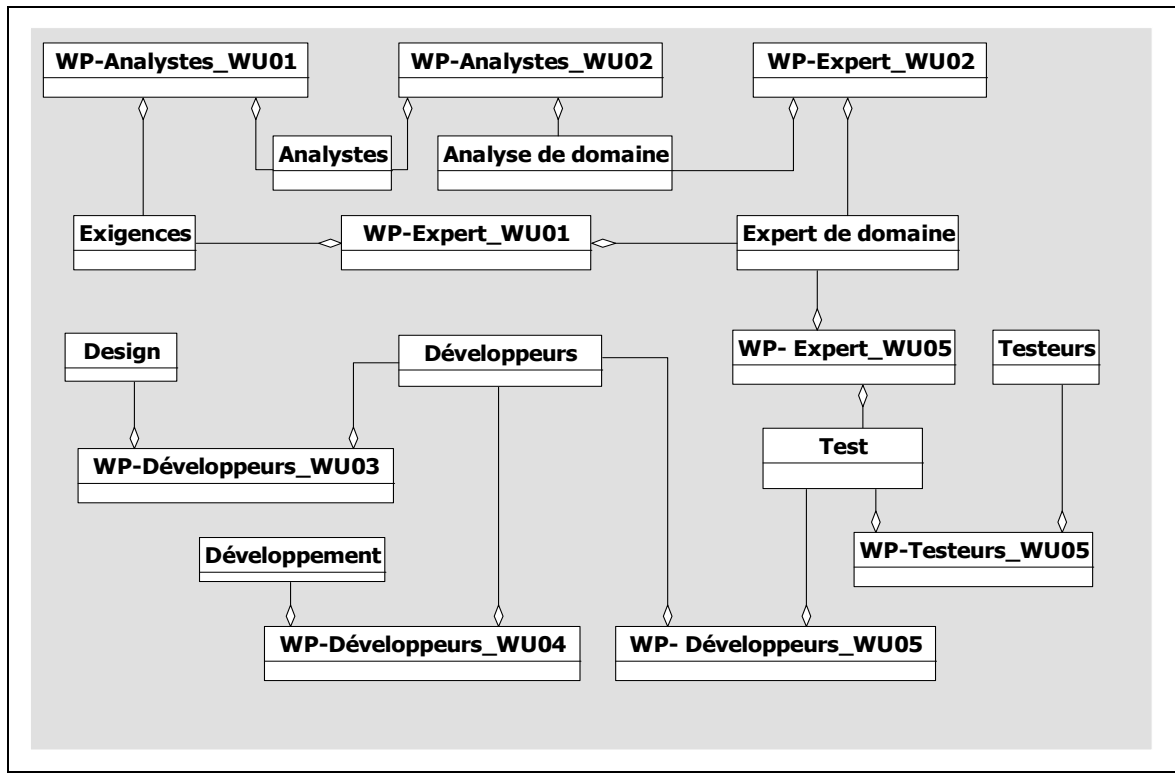 WP-Analystes_WU01
WP-Analystes_WU02
WP-Expert_WU02
Analystes
Analyse de domaine
Exigences
WP-Expert_WU01
Expert de domaine
Design
Développeurs
WP- Expert_WU05
Testeurs
WP-Développeurs_WU03
Test
Développement
WP-Testeurs_WU05
WP-Développeurs_WU04
WP- Développeurs_WU05